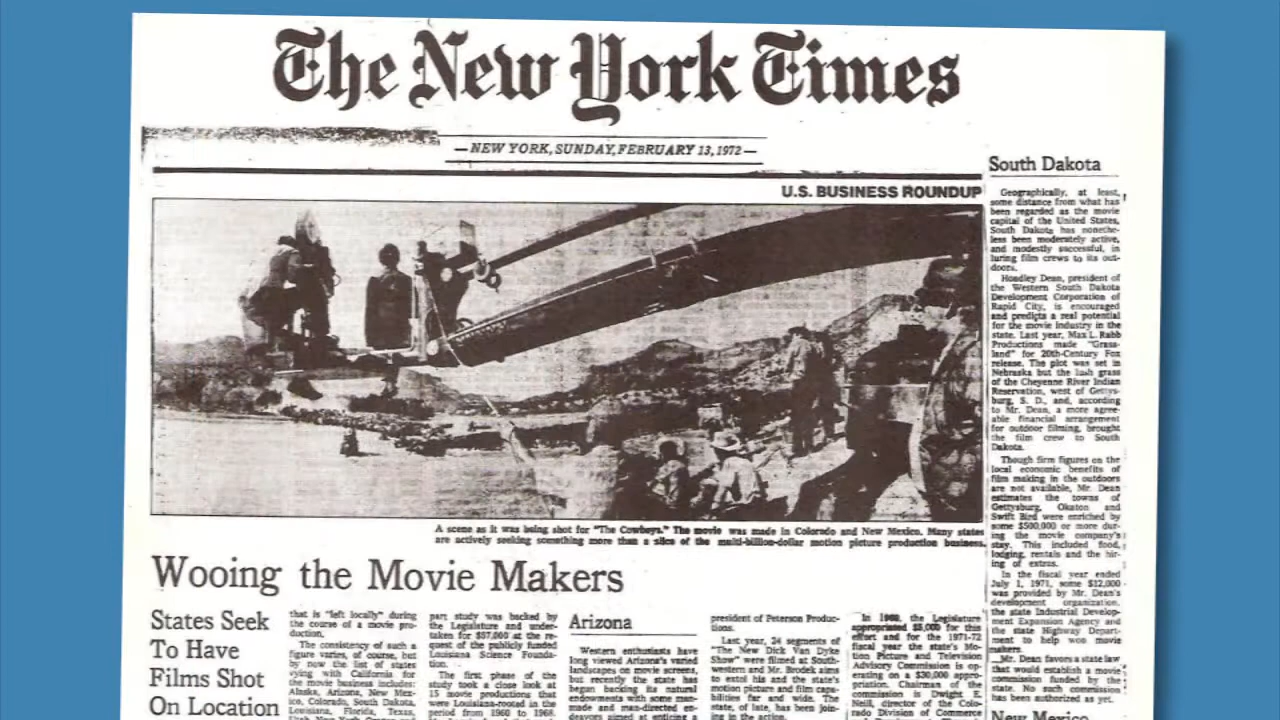 The New York Times
— NEW YORK, SUNDAY, FEBRUARY 13, 1972 —
U.S. BUSINESS ROUNDUP
A scene as it was being shot for "The Cowboys." The movie was made in Colorado and New Mexico. Many states
are actively seeking something more than a slice of the multi-billion-dollar motion picture production business.
Wooing the Movie Makers
States Seek
To Have
Films Shot
On Location
that is "left locally" during
the course of a movie pro-
duction.
The consistency of such a
figure varies, of course, but
by now the list of states
vying with California for
the movie business includes:
Alaska, Arizona, New Mex-
ico, Colorado, South Dakota,
Louisiana, Florida, Texas,
part study was backed by
the Legislature and under-
taken for $57,000 at the re-
quest of the publicly funded
Louisiana Science Founda-
tion.
The first phase of the
study took a close look at
15 movie productions that
were Louisiana-rooted in the
period from 1960 to 1968.
Arizona
Western enthusiasts have
long viewed Arizona's varied
landscapes on movie screens,
but recently the state has
began backing its natural
endowments with some man-
made and man-directed en-
deavors aimed at enticing a
president of Peterson Produc-
tions.
Last year, 24 segments of
"The New Dick Van Dyke
Show" were filmed at South-
western and Mr. Brodek aims
to extol his and the state's
motion picture and film capa-
bilities far and wide. The
state, of late, has been join-
ing in the action.
In 1969, the Legislature
appropriated $5,000 for this
effort and for the 1971-72
fiscal year the state's Mo-
tion Picture and Television
Advisory Commission is op-
erating on a $30,000 appro-
priation. Chairman of the
commission is Dwight E.
Neill, director of the Colo-
rado Division of Commerce
South Dakota
Geographically, at least,
some distance from what has
been regarded as the movie
capital of the United States,
South Dakota has nonethe-
less been moderately active,
and modestly successful, in
luring film crews to its out-
doors.
Hoadley Dean, president of
the Western South Dakota
Development Corporation of
Rapid City, is encouraged
and predicts a real potential
for the movie industry in the
state. Last year, Max L. Rabb
Productions made "Grass-
land" for 20th-Century Fox
release. The plot was set in
Nebraska but the lush grass
of the Cheyenne River Indian
Reservation, west of Gettys-
burg, S. D., and, according
to Mr. Dean, a more agree-
able financial arrangement
for outdoor filming, brought
the film crew to South
Dakota.
Though firm figures on the
local economic benefits of
film making in the outdoors
are not available, Mr. Dean
estimates the towns of
Gettysburg, Okaton and
Swift Bird were enriched by
some $500,000 or more dur-
ing the movie company's
stay. This included food,
lodging, rentals and the hir-
ing of extras.
In the fiscal year ended
July 1, 1971, some $12,000
was provided by Mr. Dean's
development organization,
the state Industrial Develop-
ment Expansion Agency and
the state Highway Depart-
ment to help won movie
makers.
Mr. Dean favors a state law
that would establish a movie
commission funded by the
state. No such commission
has been authorized as yet.
New Mexico